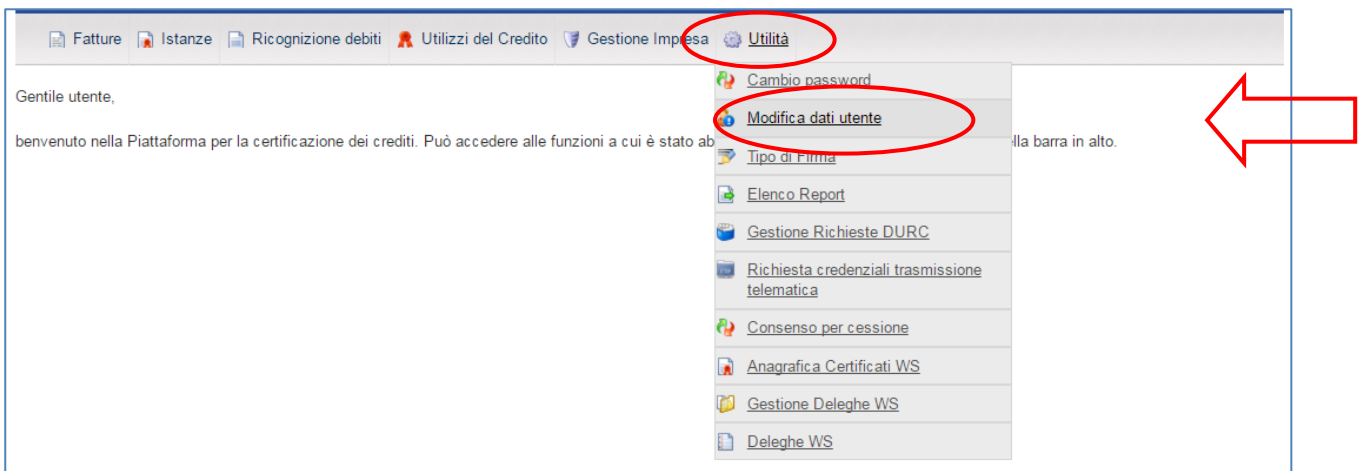 Fatture Istanze Ricognizione debiti Utilizzi del Credito Gestione Impresa Utilità
Gentile utente,
benvenuto nella Piattaforma per la certificazione dei crediti. Può accedere alle funzioni a cui è stato ab
lla barra in alto.
Cambio password
Modifica dati utente
Tipo di Firma
Elenco Report
Gestione Richieste DURC
Richiesta credenziali trasmissione
telematica
Consenso per cessione
Anagrafica Certificati WS
Gestione Deleghe WS
Deleghe WS